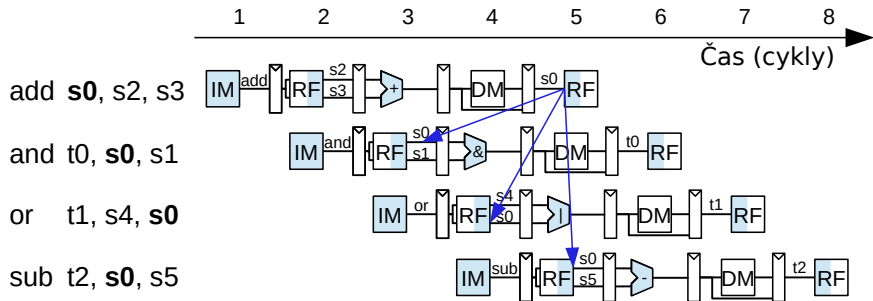 1 2 3 4 5 6 7 8
Čas (cykly)
add s0, s2, s3 IM add RF s2 s3 + DM s0 RF
and t0, s0, s1 IM and RF s0 s1 & DM t0 RF
or t1, s4, s0 IM or RF s4 s0 | DM t1 RF
sub t2, s0, s5 IM sub RF s0 s5 - DM t2 RF